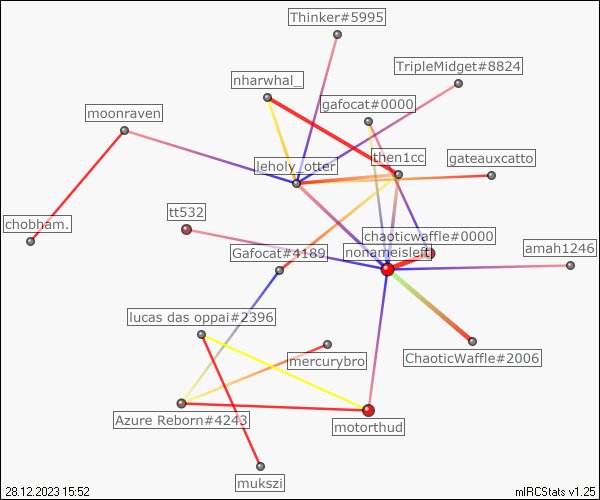 Thinker#5995
TripleMidget#8824
nharwhal_
gafocat#0000
moonraven
then1cc
gateauxcatto
leholy_otter
tt532
chobham.
chaoticwaffle#0000
amah1246
Gafocat#4189
nonameisleft
lucas das oppai#2396
mercurybro
ChaoticWaffle#2006
Azure Reborn#4243
motorthud
mukszi
28.12.2023 15:52
mIRCStats v1.25